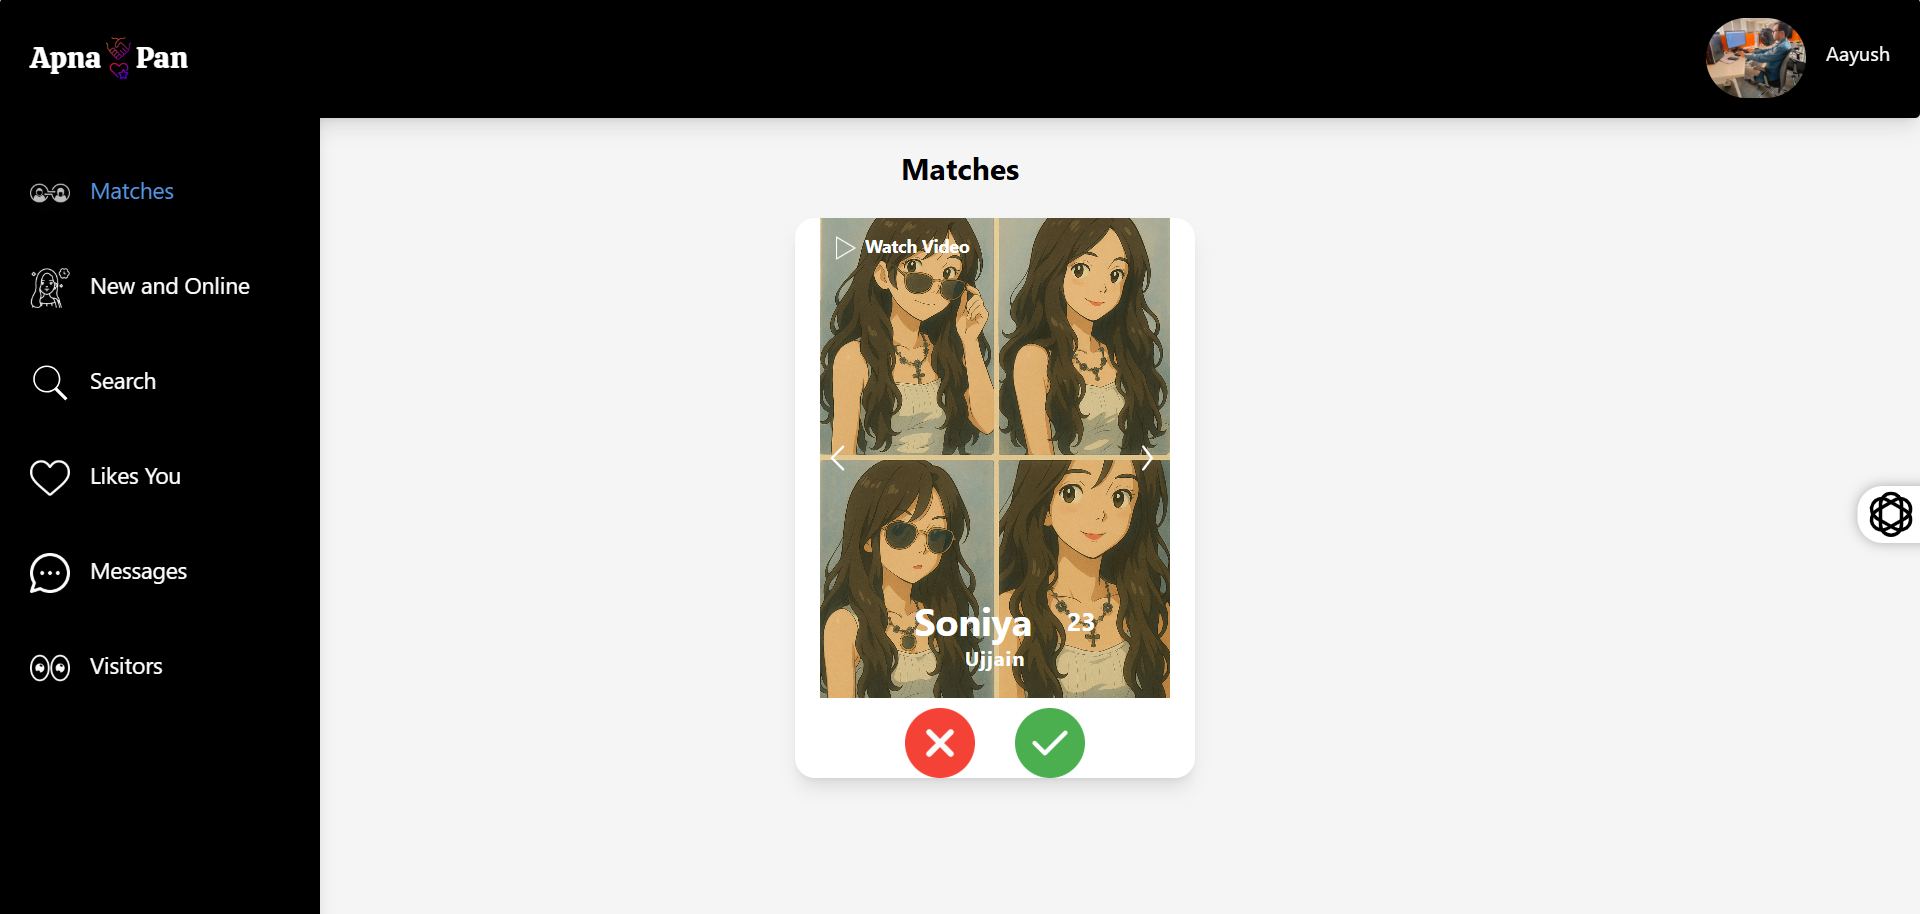 Apna Pan
Aayush
Matches
New and Online
Search
Likes You
Messages
Visitors
Matches
Watch Video
Soniya 23
Ujjain